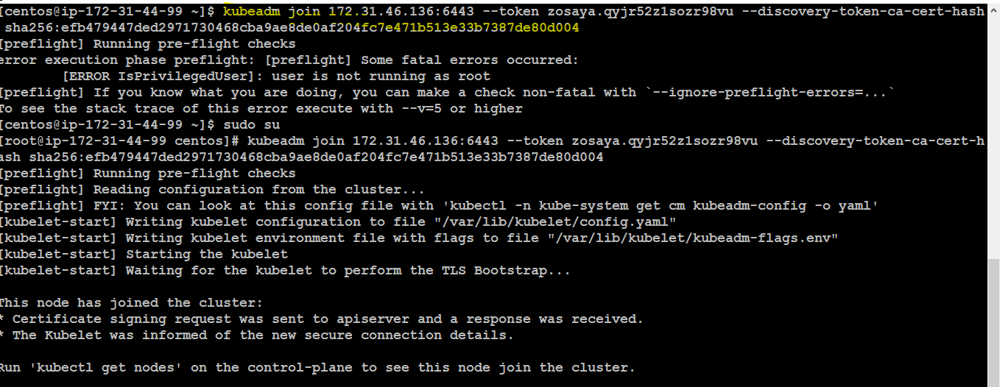 [centos@ip-172-31-44-99 ~]$ kubeadm join 172.31.46.136:6443 --token zosaya.qyjr52z1sozr98vu --discovery-token-ca-cert-hash
sha256:efb479447ded2971730468cba9ae8de0af204fc7e471b513e33b7387de80d004
[preflight] Running pre-flight checks
error execution phase preflight: [preflight] Some fatal errors occurred:
[ERROR IsPrivilegedUser]: user is not running as root
[preflight] If you know what you are doing, you can make a check non-fatal with `--ignore-preflight-errors=...`
To see the stack trace of this error execute with --v=5 or higher
[centos@ip-172-31-44-99 ~]$ sudo su
[root@ip-172-31-44-99 centos]# kubeadm join 172.31.46.136:6443 --token zosaya.qyjr52z1sozr98vu --discovery-token-ca-cert-h
ash sha256:efb479447ded2971730468cba9ae8de0af204fc7e471b513e33b7387de80d004
[preflight] Running pre-flight checks
[preflight] Reading configuration from the cluster...
[preflight] FYI: You can look at this config file with 'kubectl -n kube-system get cm kubeadm-config -o yaml'
[kubelet-start] Writing kubelet configuration to file "/var/lib/kubelet/config.yaml"
[kubelet-start] Writing kubelet environment file with flags to file "/var/lib/kubelet/kubeadm-flags.env"
[kubelet-start] Starting the kubelet
[kubelet-start] Waiting for the kubelet to perform the TLS Bootstrap...

This node has joined the cluster:
* Certificate signing request was sent to apiserver and a response was received.
* The Kubelet was informed of the new secure connection details.

Run 'kubectl get nodes' on the control-plane to see this node join the cluster.